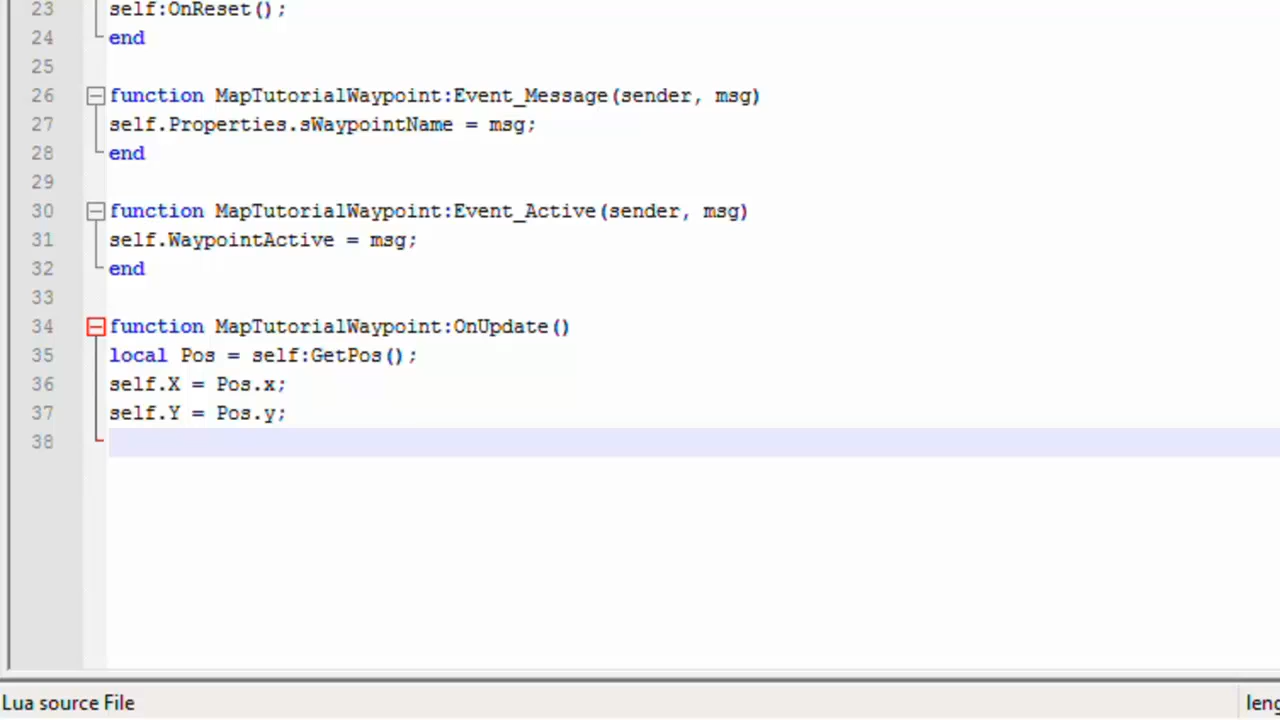 23 self:OnReset();
24 end
25
26 function MapTutorialWaypoint:Event_Message(sender, msg)
27 self.Properties.sWaypointName = msg;
28 end
29
30 function MapTutorialWaypoint:Event_Active(sender, msg)
31 self.WaypointActive = msg;
32 end
33
34 function MapTutorialWaypoint:OnUpdate()
35 local Pos = self:GetPos();
36 self.X = Pos.x;
37 self.Y = Pos.y;
38
Lua source File leng